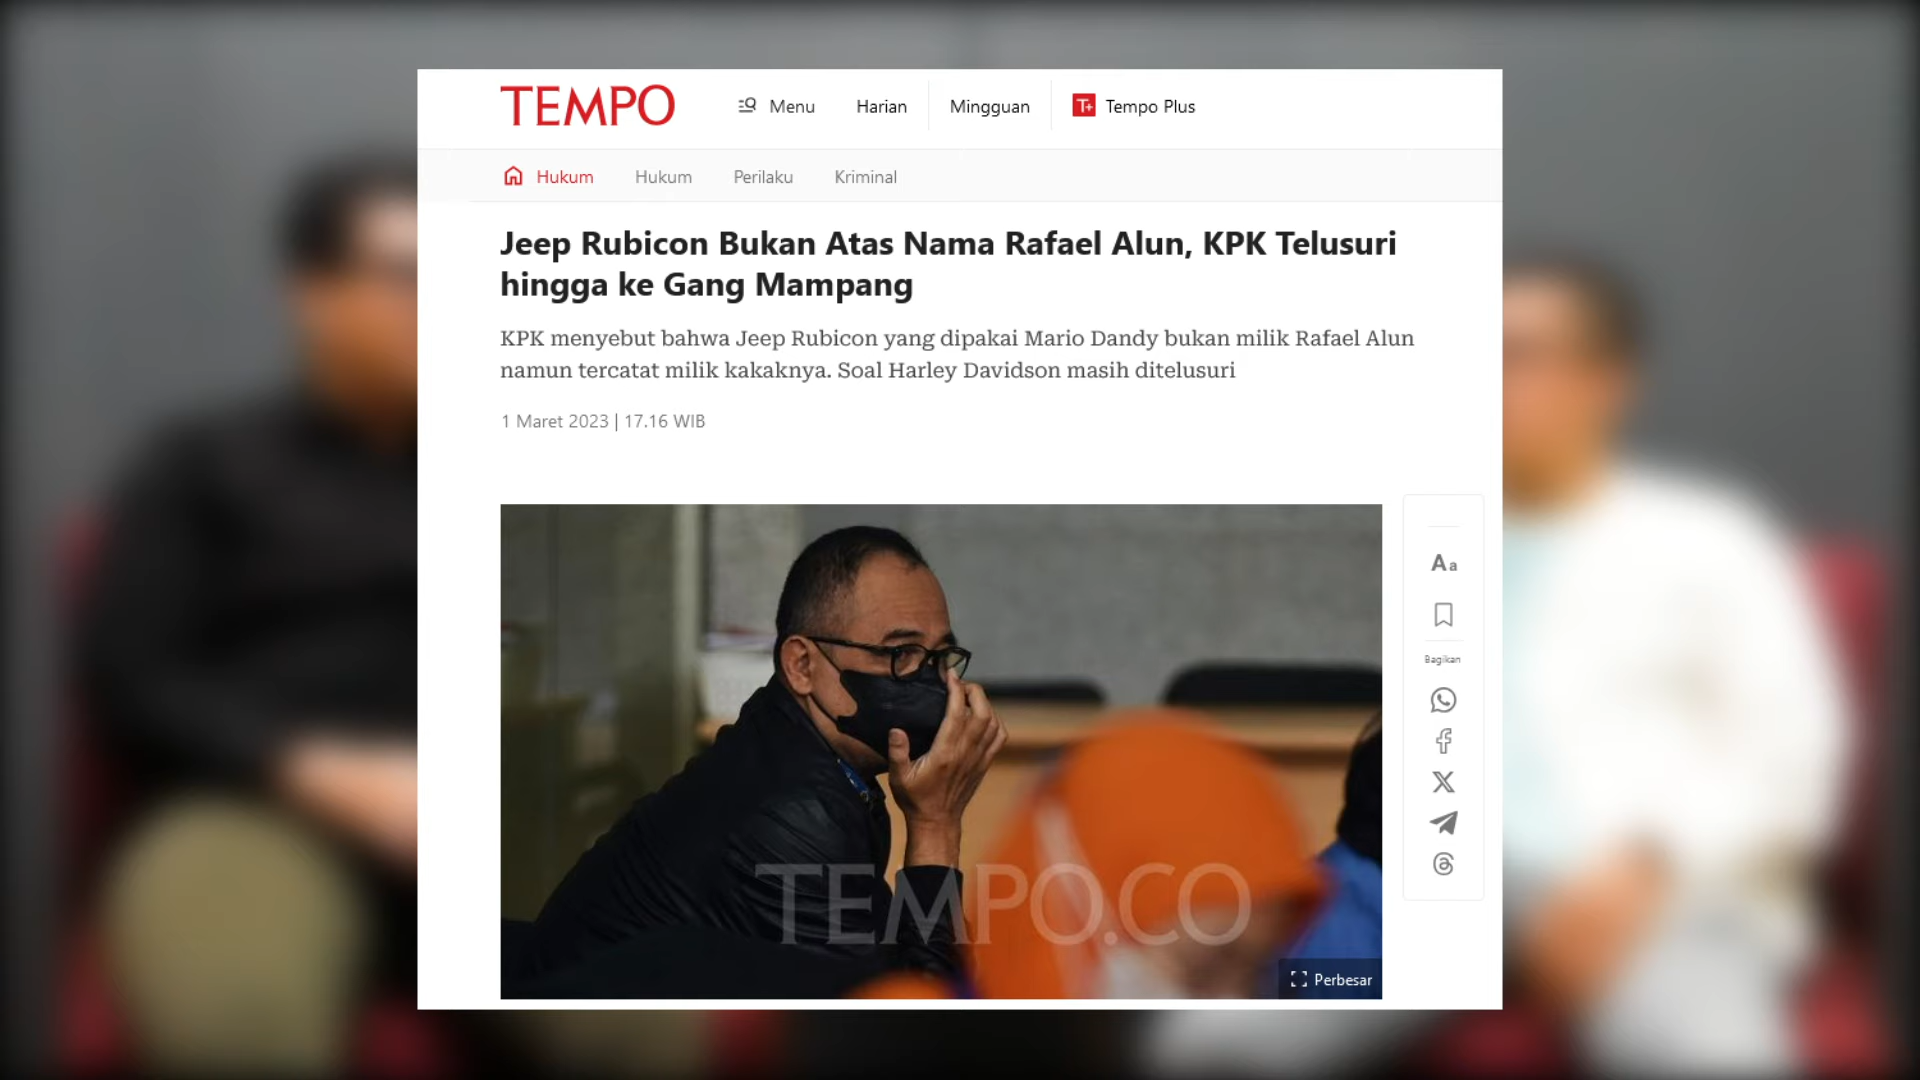 TEMPO
Menu Harian Mingguan T+ Tempo Plus
Hukum Hukum Perilaku Kriminal
Jeep Rubicon Bukan Atas Nama Rafael Alun, KPK Telusuri
hingga ke Gang Mampang
KPK menyebut bahwa Jeep Rubicon yang dipakai Mario Dandy bukan milik Rafael Alun
namun tercatat milik kakaknya. Soal Harley Davidson masih ditelusuri
1 Maret 2023 | 17.16 WIB
Aa
Bagikan
TEMPO.CO
Perbesar